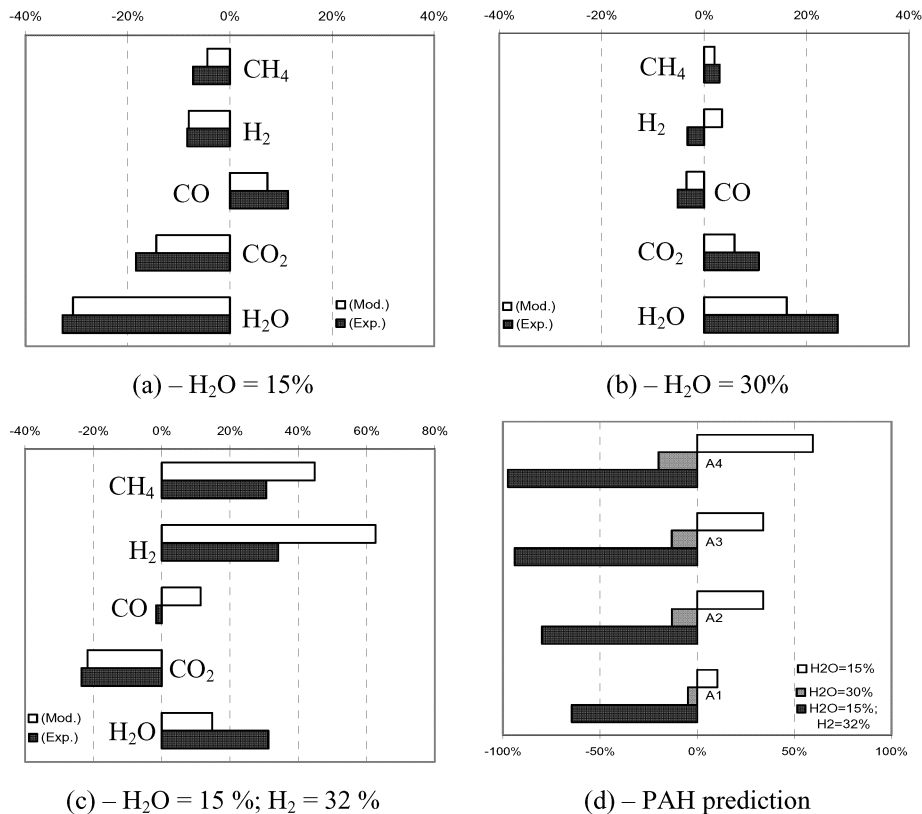 -40% -20% 0% 20% 40%
CH₄
H₂
CO
CO₂
H₂O
(Mod.)
(Exp.)
(a) – H₂O = 15%
-40% -20% 0% 20% 40%
CH₄
H₂
CO
CO₂
H₂O
(Mod.)
(Exp.)
(b) – H₂O = 30%
-40% -20% 0% 20% 40% 60% 80%
CH₄
H₂
CO
CO₂
H₂O
(Mod.)
(Exp.)
(c) – H₂O = 15 %; H₂ = 32 %
A4
A3
A2
A1
H2O=15%
H2O=30%
H2O=15%;
H2=32%
-100% -50% 0% 50% 100%
(d) – PAH prediction